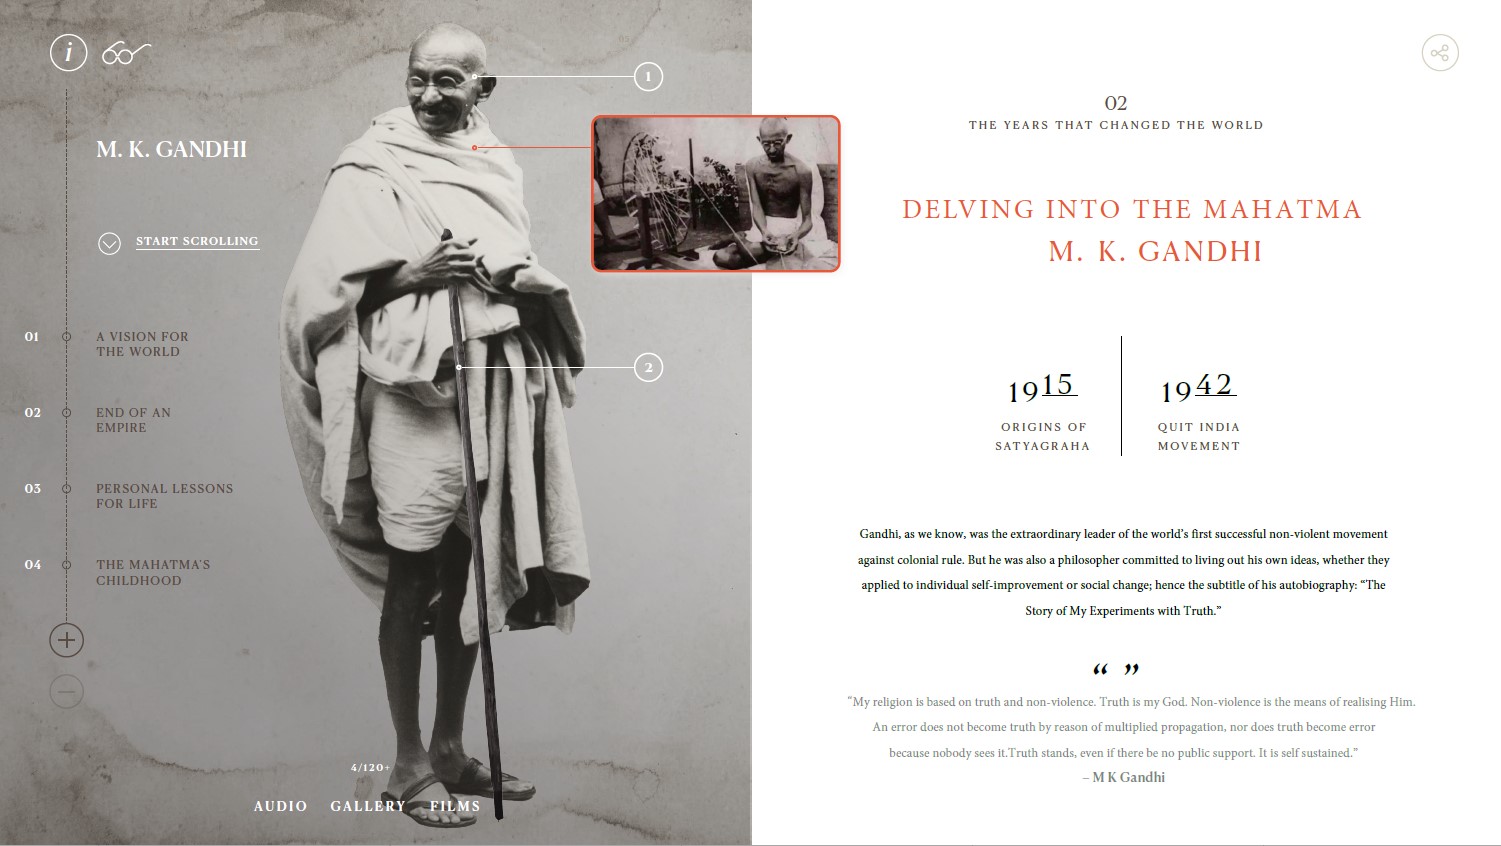 i
M. K. GANDHI
START SCROLLING
01
A VISION FOR
THE WORLD
02
END OF AN
EMPIRE
03
PERSONAL LESSONS
FOR LIFE
04
THE MAHATMA'S
CHILDHOOD
4/120+
AUDIO GALLERY FILMS
1
2
02
THE YEARS THAT CHANGED THE WORLD
DELVING INTO THE MAHATMA
M. K. GANDHI
1915
ORIGINS OF
SATYAGRAHA
1942
QUIT INDIA
MOVEMENT
Gandhi, as we know, was the extraordinary leader of the world's first successful non-violent movement
against colonial rule. But he was also a philosopher committed to living out his own ideas, whether they
applied to individual self-improvement or social change; hence the subtitle of his autobiography: “The
Story of My Experiments with Truth.”
“ ”
“My religion is based on truth and non-violence. Truth is my God. Non-violence is the means of realising Him.
An error does not become truth by reason of multiplied propagation, nor does truth become error
because nobody sees it.Truth stands, even if there be no public support. It is self sustained.”
– M K Gandhi